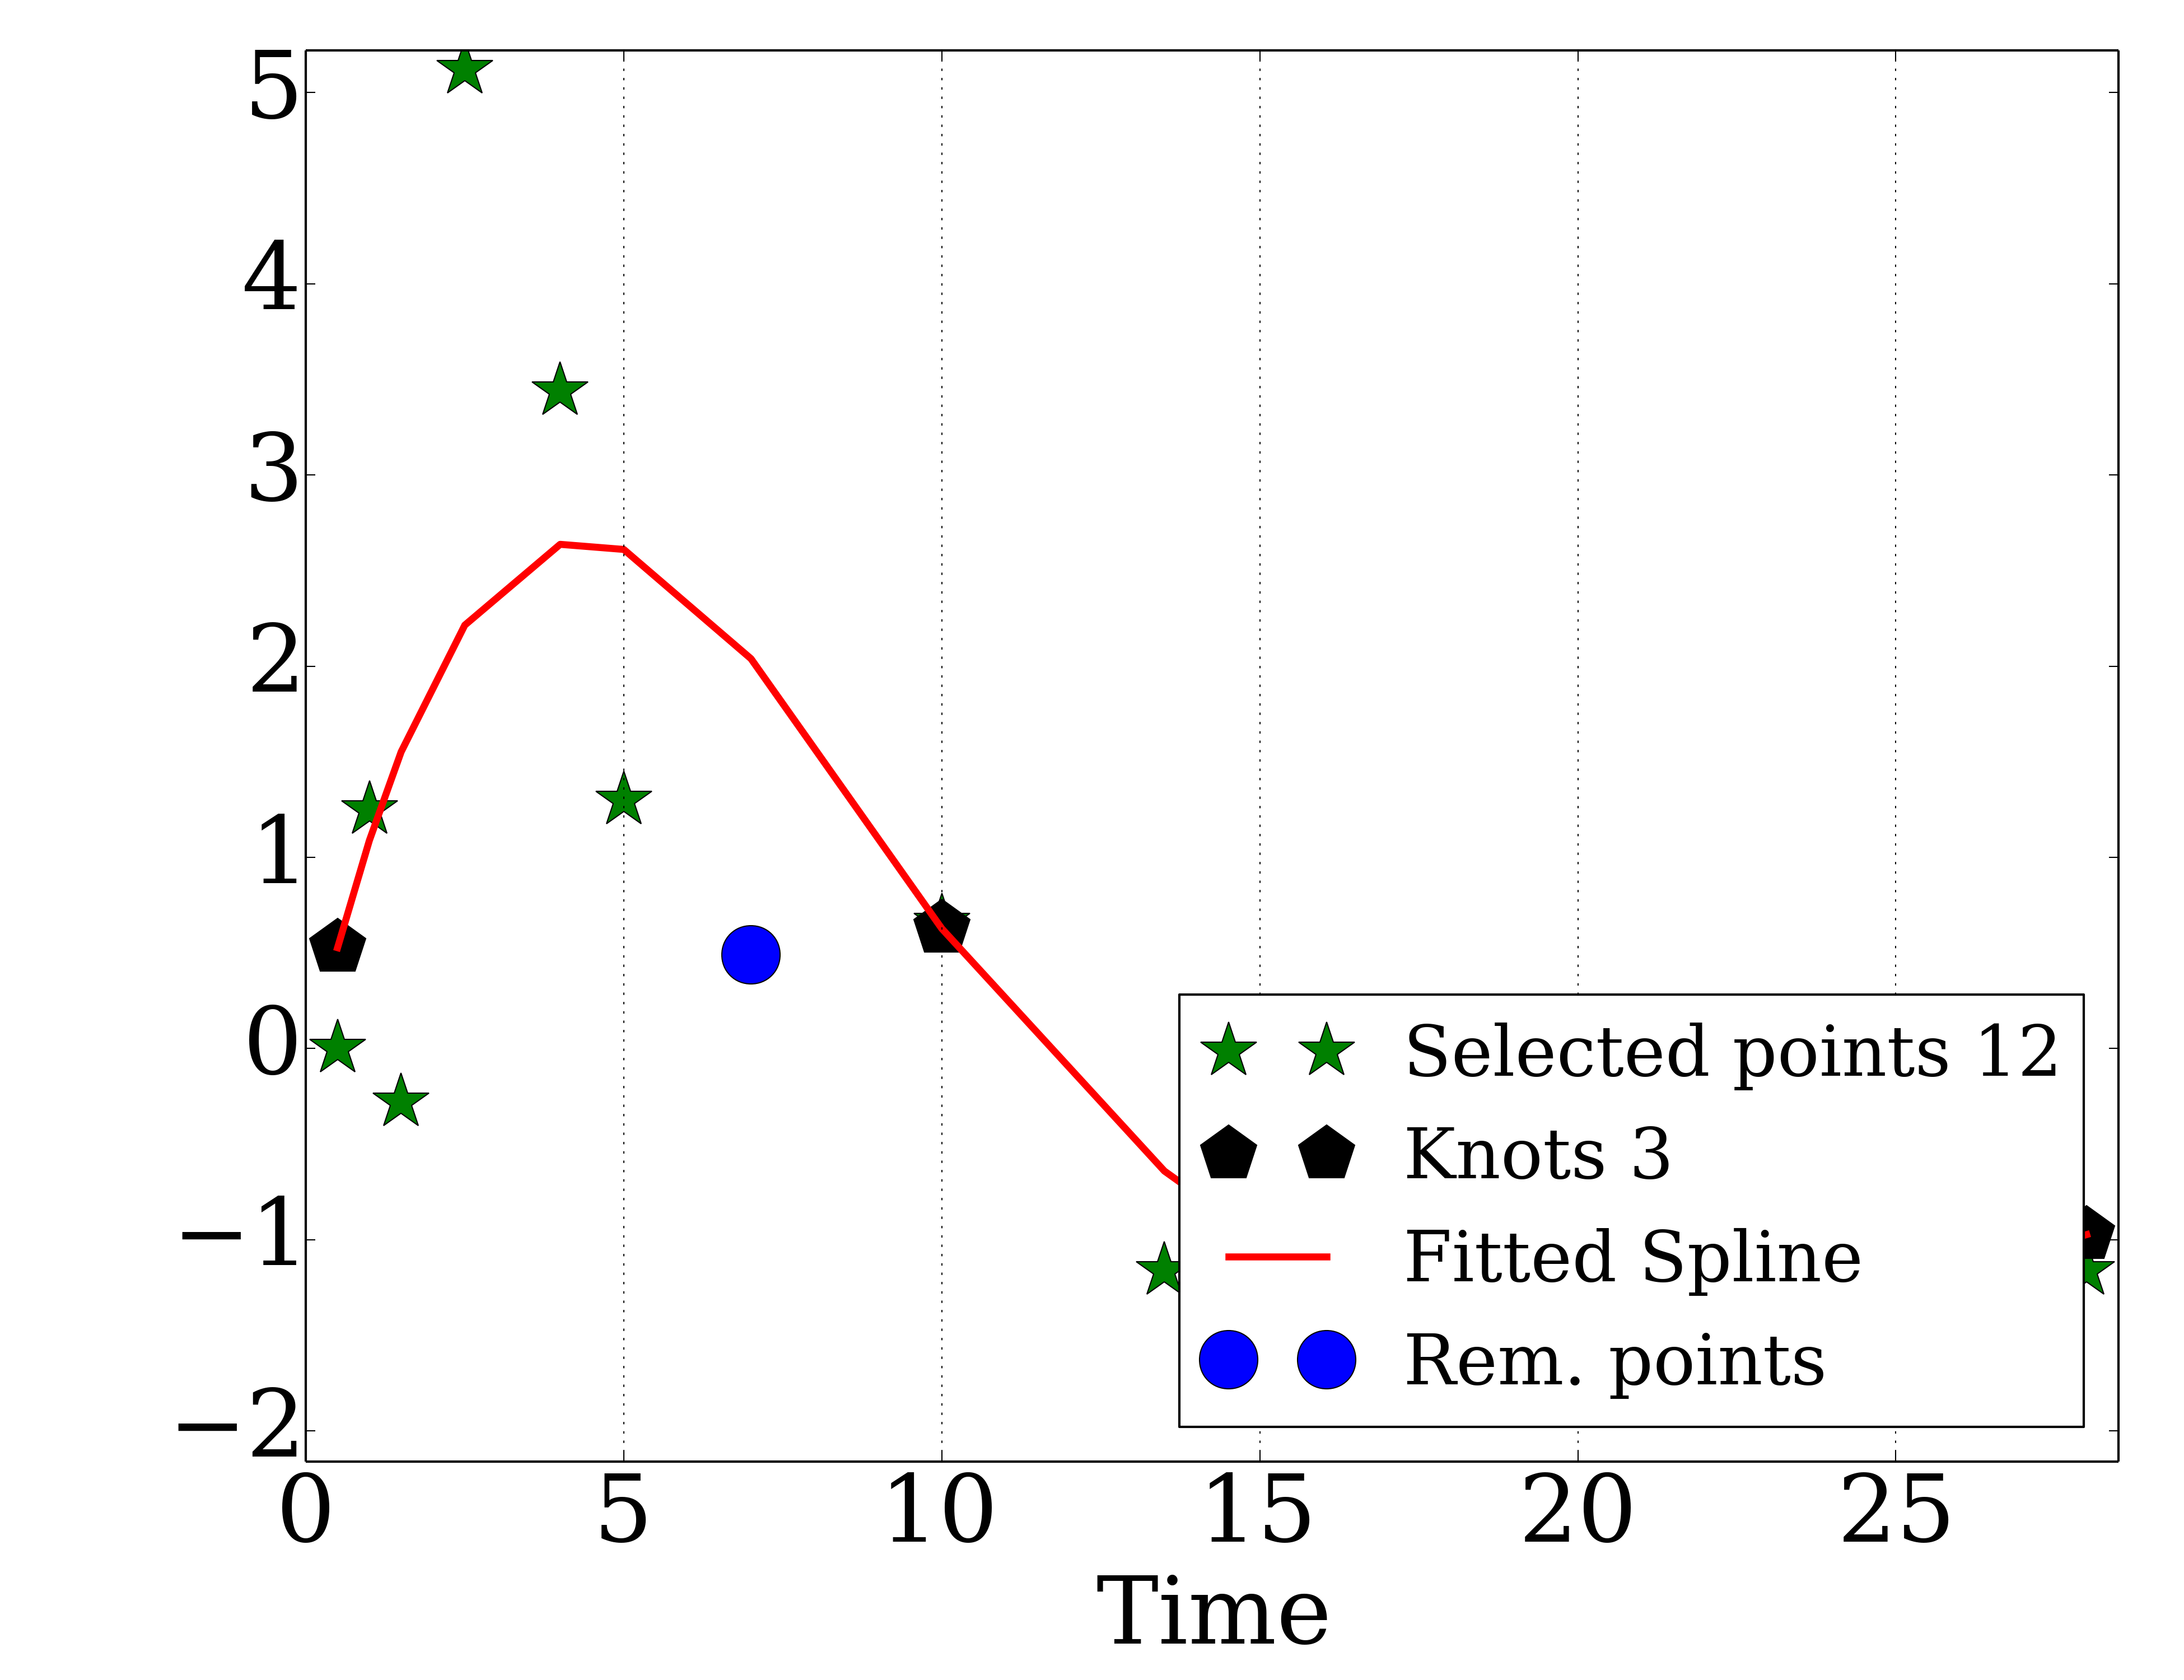 5
4
3
2
1
0
−1
−2
Selected points 12
Knots 3
Fitted Spline
Rem. points
0 5 10 15 20 25
Time